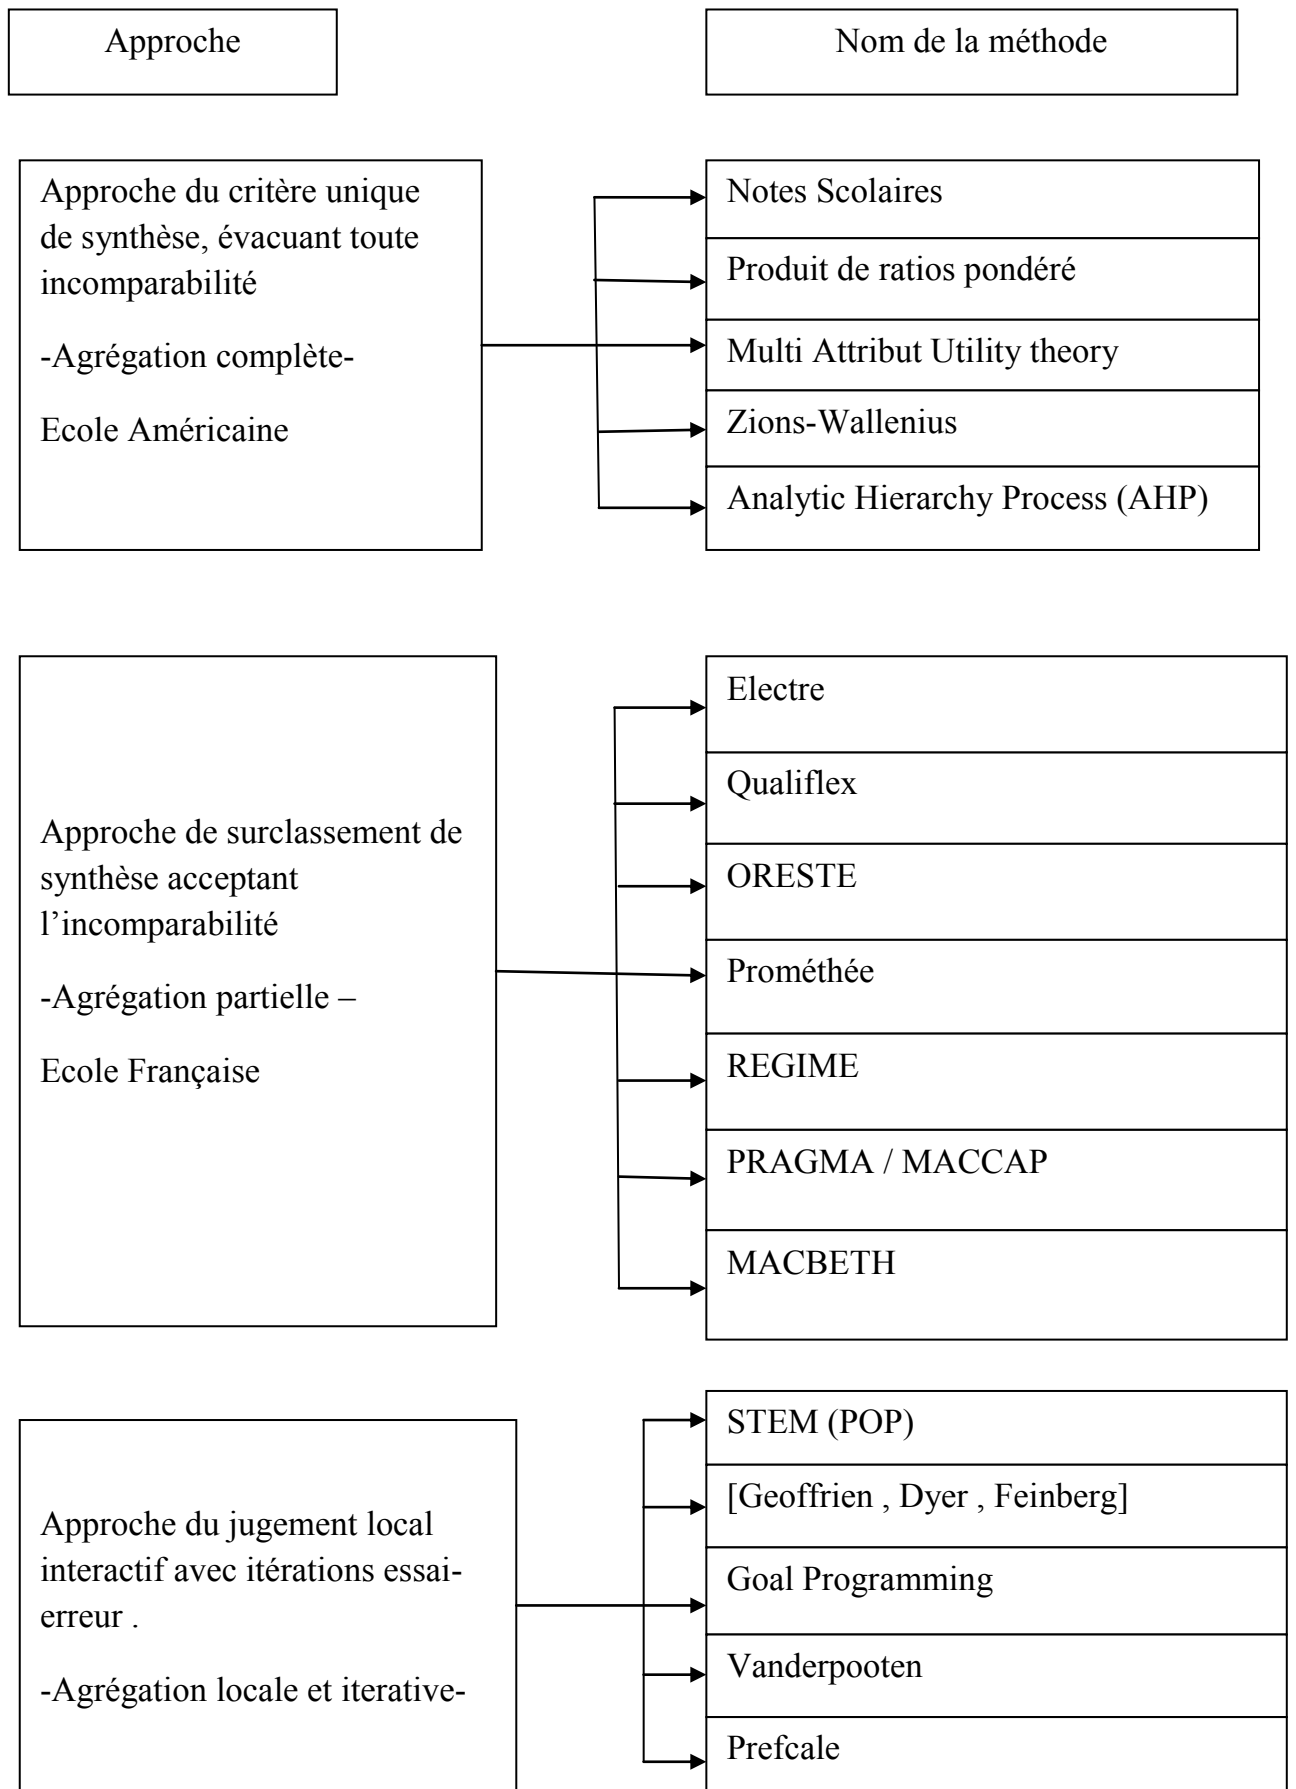 Approche
Nom de la méthode
Approche du critère unique
de synthèse, évacuant toute
incomparabilité
-Agrégation complète-
Ecole Américaine
Notes Scolaires
Produit de ratios pondéré
Multi Attribut Utility theory
Zions-Wallenius
Analytic Hierarchy Process (AHP)
Approche de surclassement de
synthèse acceptant
l’incomparabilité
-Agrégation partielle –
Ecole Française
Electre
Qualiflex
ORESTE
Prométhée
REGIME
PRAGMA / MACCAP
MACBETH
Approche du jugement local
interactif avec itérations essai-
erreur .
-Agrégation locale et iterative-
STEM (POP)
[Geoffrien , Dyer , Feinberg]
Goal Programming
Vanderpooten
Prefcale